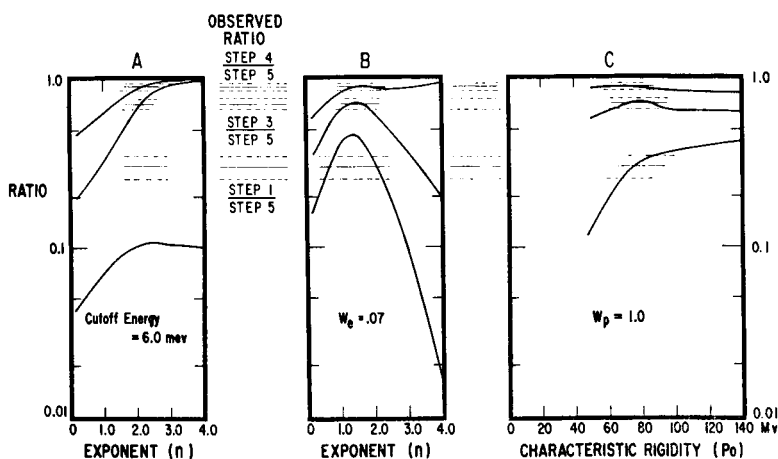 OBSERVED
RATIO
A
B
C
STEP 4
STEP 5
STEP 3
STEP 5
STEP 1
STEP 5
RATIO
1.0
0.1
0.01
Cutoff Energy
= 6.0 mev
We = .07
Wp = 1.0
1.0
0.1
0.01
0 1.0 2.0 3.0 4.0
EXPONENT (n)
0 1.0 2.0 3.0 4.0
EXPONENT (n)
0 20 40 60 80 100 120 140 Mv
CHARACTERISTIC RIGIDITY (Po)